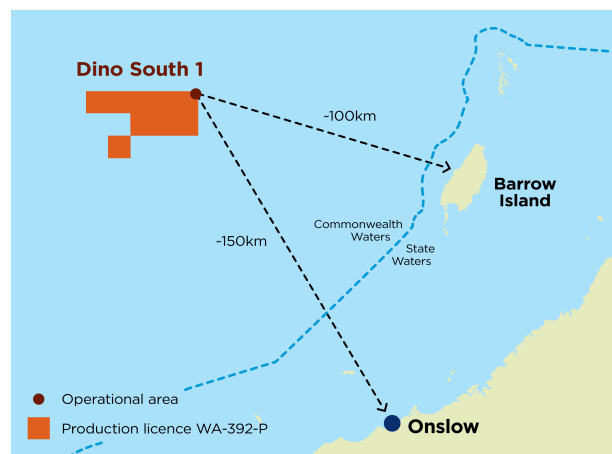 Dino South 1
~100km
Barrow
Island
Commonwealth
Waters
State
Waters
~150km
Operational area
Production licence WA-392-P
Onslow